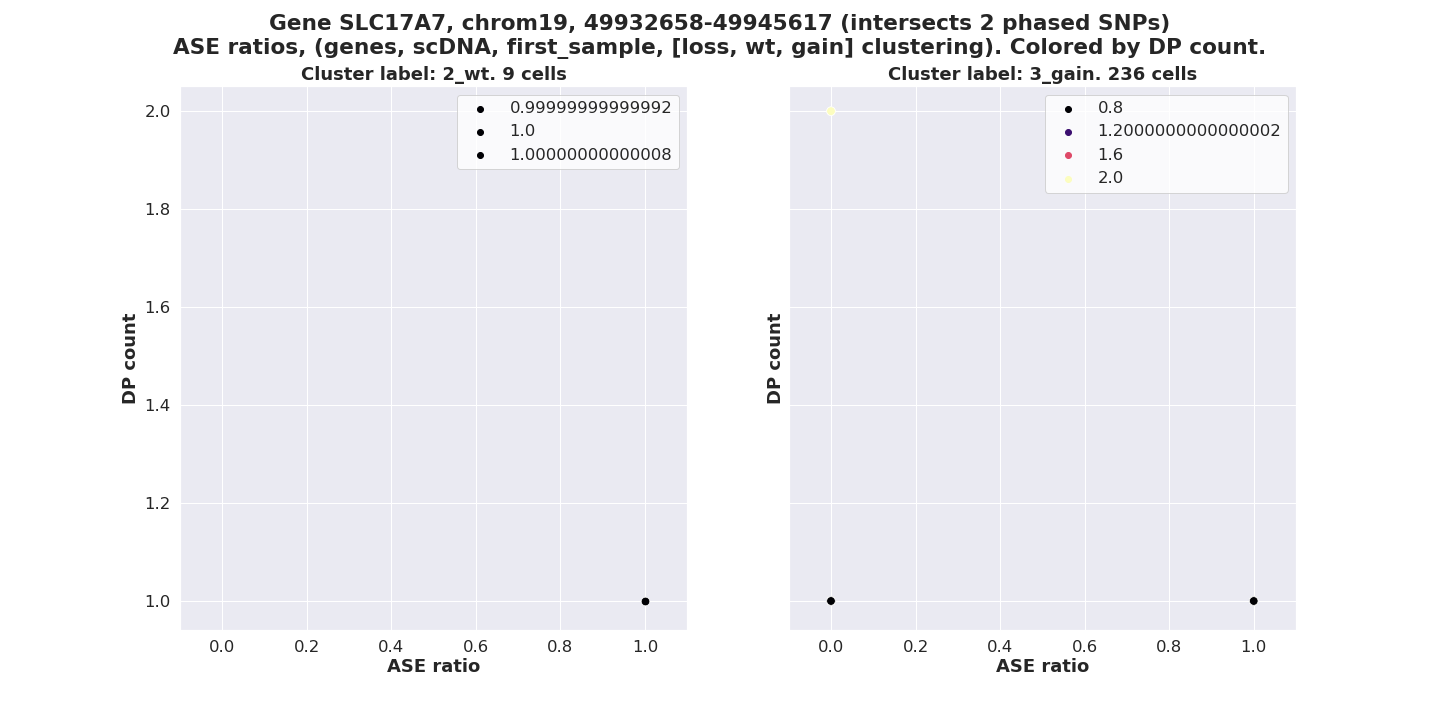 Gene SLC17A7, chrom19, 49932658-49945617 (intersects 2 phased SNPs)
ASE ratios, (genes, scDNA, first_sample, [loss, wt, gain] clustering). Colored by DP count.
Cluster label: 2_wt. 9 cells
0.99999999999992
1.0
1.00000000000008
2.0
1.8
1.6
1.4
1.2
1.0
DP count
0.0 0.2 0.4 0.6 0.8 1.0
ASE ratio
Cluster label: 3_gain. 236 cells
0.8
1.2000000000000002
1.6
2.0
DP count
0.0 0.2 0.4 0.6 0.8 1.0
ASE ratio